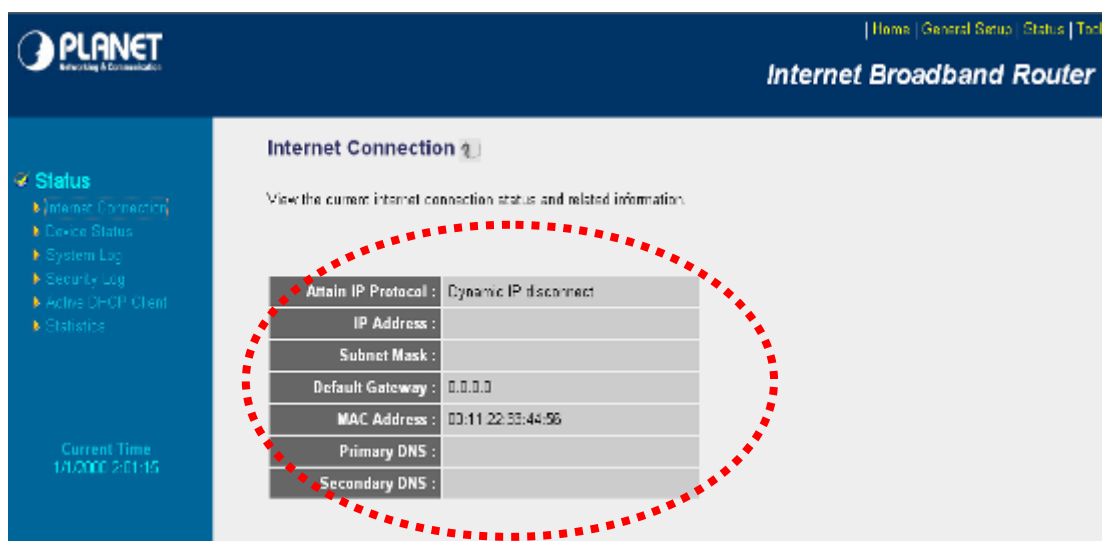 PLANET
Networking & Communication
| Home | General Setup | Status | Tool
Internet Broadband Router
Status
Internet Connection
Device Status
System Log
Security Log
Active DHCP Client
Statistics
Current Time
1/1/2000 2:01:15
Internet Connection
View the current internet connection status and related information.
Attain IP Protocol : Dynamic IP disconnect
IP Address :
Subnet Mask :
Default Gateway : 0.0.0.0
MAC Address : 00:11:22:33:44:56
Primary DNS :
Secondary DNS :